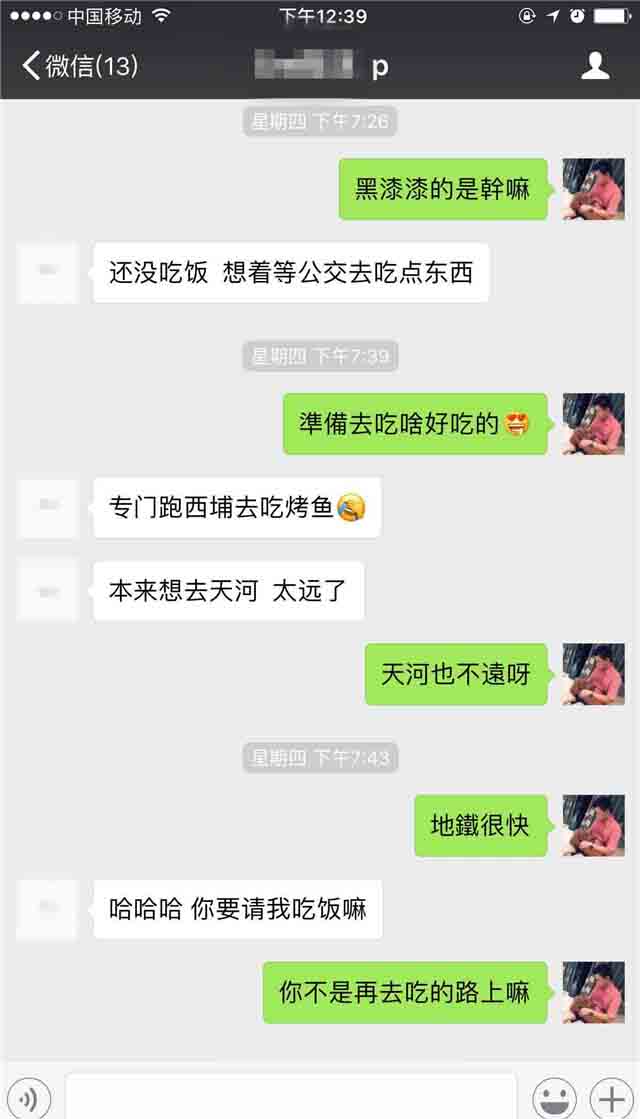 中国移动 下午12:39
微信(13) p
星期四 下午7:26
黑漆漆的是幹嘛
还没吃饭 想着等公交去吃点东西
星期四 下午7:39
準備去吃啥好吃的🤩
专门跑西埔去吃烤鱼😂
本来想去天河 太远了
天河也不遠呀
星期四 下午7:43
地鐵很快
哈哈哈 你要请我吃饭嘛
你不是再去吃的路上嘛